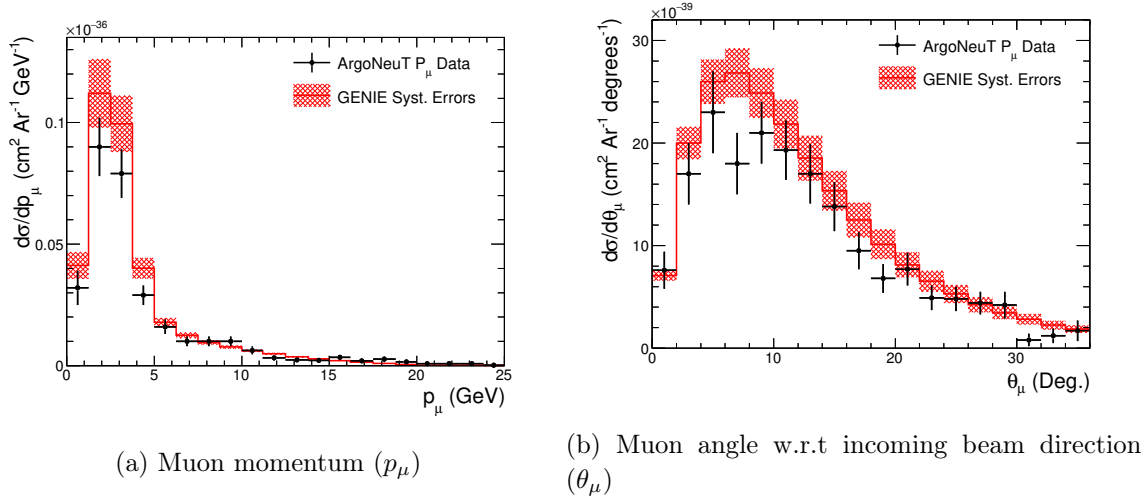 ×10⁻³⁶
ArgoNeuT P_μ Data
GENIE Syst. Errors
dσ/dp_μ (cm² Ar⁻¹ GeV⁻¹)
0.1
0.05
0
0 5 10 15 20 25
p_μ (GeV)
(a) Muon momentum (p_μ)
×10⁻³⁹
ArgoNeuT P_μ Data
GENIE Syst. Errors
dσ/dθ_μ (cm² Ar⁻¹ degrees⁻¹)
30
20
10
0
0 10 20 30
θ_μ (Deg.)
(b) Muon angle w.r.t incoming beam direction
(θ_μ)